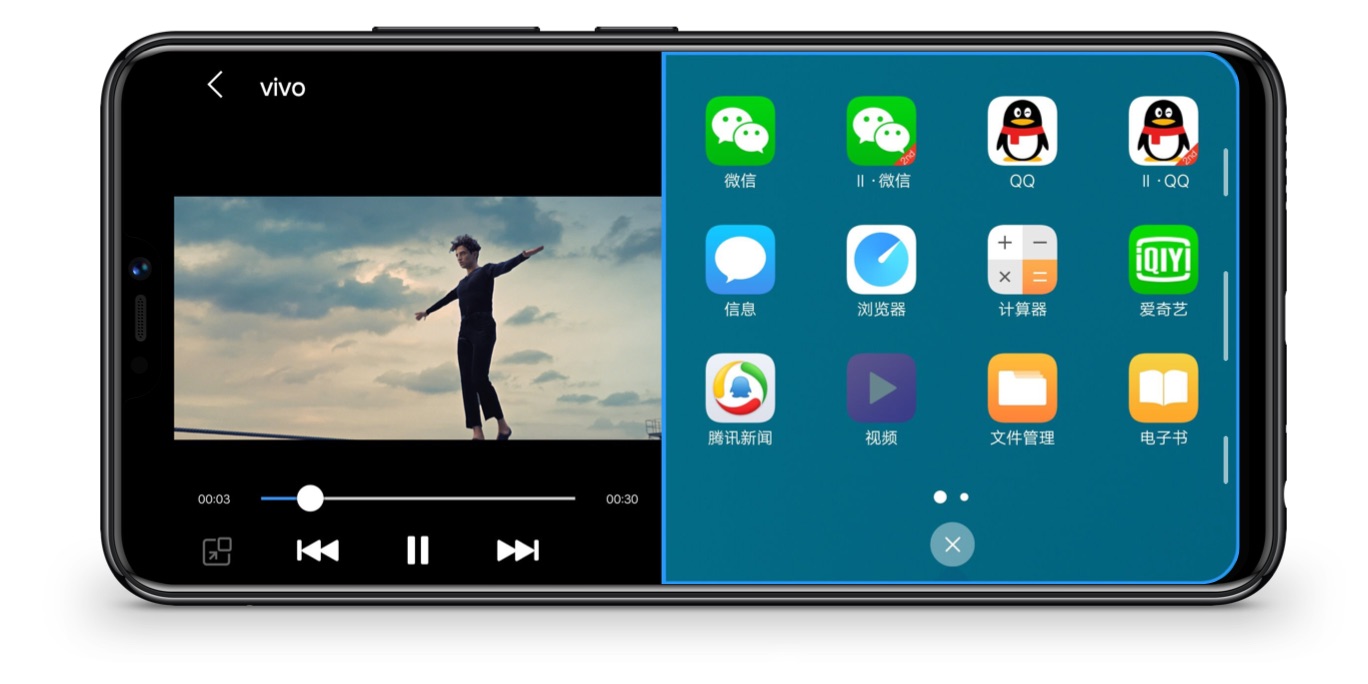 vivo
00:03
00:30
微信
II · 微信
2nd
QQ
II · QQ
2nd
信息
浏览器
计算器
iQIYI
爱奇艺
腾讯新闻
视频
文件管理
电子书